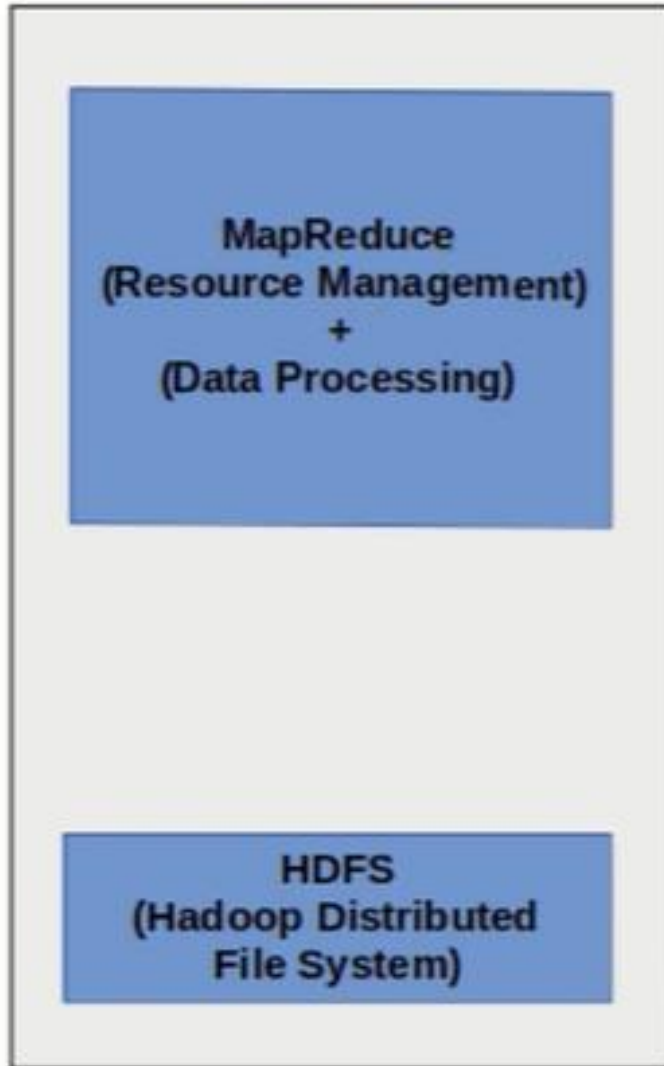 MapReduce
(Resource Management)
+
(Data Processing)
HDFS
(Hadoop Distributed
File System)